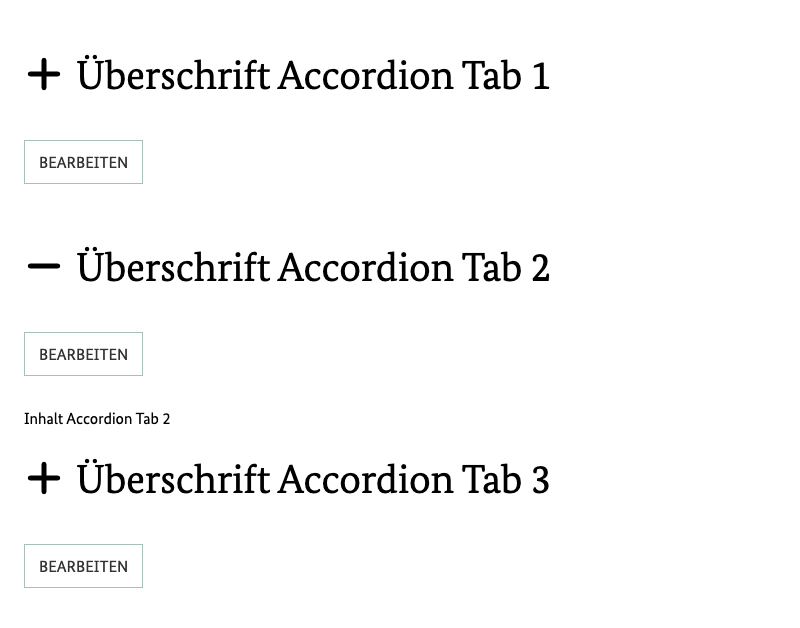 Überschrift Accordion Tab 1
BEARBEITEN
Überschrift Accordion Tab 2
BEARBEITEN
Inhalt Accordion Tab 2
Überschrift Accordion Tab 3
BEARBEITEN